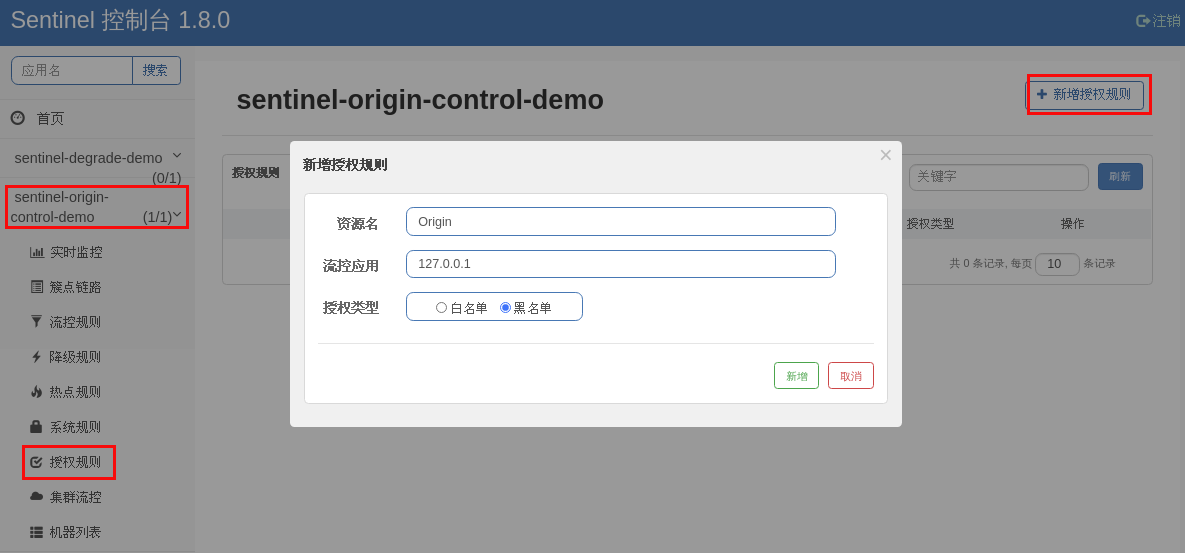 Sentinel 控制台 1.8.0
注销
应用名
搜索
首页
sentinel-degrade-demo
(0/1)
sentinel-origin-
control-demo (1/1)
实时监控
簇点链路
流控规则
降级规则
热点规则
系统规则
授权规则
集群流控
机器列表
sentinel-origin-control-demo
新增授权规则
授权规则
关键字
刷新
授权类型
操作
共 0 条记录, 每页 10 条记录
新增授权规则
×
资源名
Origin
流控应用
127.0.0.1
授权类型
白名单 黑名单
新增
取消